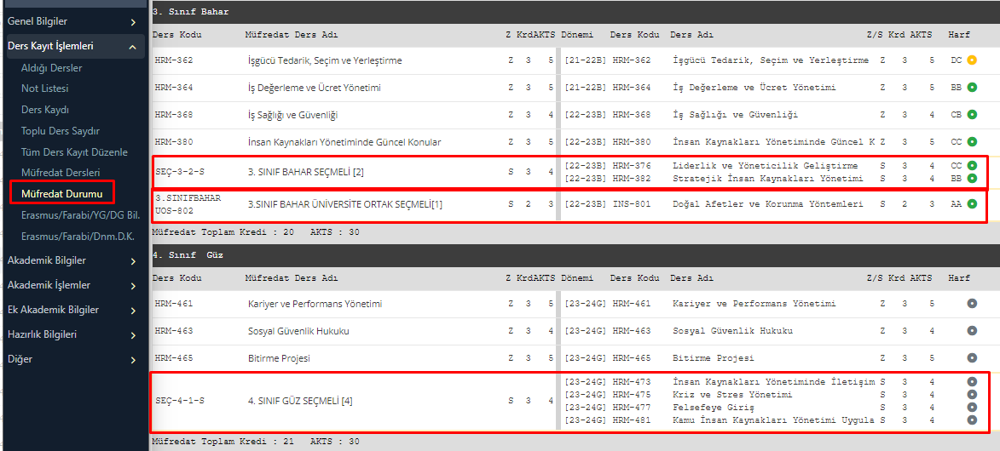 Genel Bilgiler
Ders Kayıt İşlemleri
Aldığı Dersler
Not Listesi
Ders Kaydı
Toplu Ders Saydır
Tüm Ders Kayıt Düzenle
Müfredat Dersleri
Müfredat Durumu
Erasmus/Farabi/YG/DG Bil.
Erasmus/Farabi/Dnm.D.K.
Akademik Bilgiler
Akademik İşlemler
Ek Akademik Bilgiler
Hazırlık Bilgileri
Diğer
3. Sınıf Bahar
Ders Kodu Müfredat Ders Adı Z KrdAKTS Dönemi Ders Kodu Ders Adı Z/S Krd AKTS Harf
HRM-362 İşgücü Tedarik, Seçim ve Yerleştirme Z 3 5 [21-22B] HRM-362 İşgücü Tedarik, Seçim ve Yerleştirme Z 3 5 DC
HRM-364 İş Değerleme ve Ücret Yönetimi Z 3 5 [21-22B] HRM-364 İş Değerleme ve Ücret Yönetimi Z 3 5 BB
HRM-368 İş Sağlığı ve Güvenliği Z 3 4 [22-23B] HRM-368 İş Sağlığı ve Güvenliği Z 3 4 CB
HRM-380 İnsan Kaynakları Yönetiminde Güncel Konular Z 3 5 [22-23B] HRM-380 İnsan Kaynakları Yönetiminde Güncel K Z 3 5 CC
SEÇ-3-2-S 3. SINIF BAHAR SEÇMELİ [2] S 3 4 [22-23B] HRM-376 Liderlik ve Yöneticilik Geliştirme S 3 4 CC
[22-23B] HRM-382 Stratejik İnsan Kaynakları Yönetimi S 3 4 BB
3.SINIFBAHAR
UOS-802 3.SINIF BAHAR ÜNİVERSİTE ORTAK SEÇMELİ[1] S 2 3 [22-23B] INS-801 Doğal Afetler ve Korunma Yöntemleri S 2 3 AA
Müfredat Toplam Kredi : 20 AKTS : 30
4. Sınıf Güz
Ders Kodu Müfredat Ders Adı Z KrdAKTS Dönemi Ders Kodu Ders Adı Z/S Krd AKTS Harf
HRM-461 Kariyer ve Performans Yönetimi Z 3 5 [23-24G] HRM-461 Kariyer ve Performans Yönetimi Z 3 5
HRM-463 Sosyal Güvenlik Hukuku Z 3 4 [23-24G] HRM-463 Sosyal Güvenlik Hukuku Z 3 4
HRM-465 Bitirme Projesi Z 3 5 [23-24G] HRM-465 Bitirme Projesi Z 3 5
SEÇ-4-1-S 4. SINIF GÜZ SEÇMELİ [4] S 3 4 [23-24G] HRM-473 İnsan Kaynakları Yönetiminde İletişim S 3 4
[23-24G] HRM-475 Kriz ve Stres Yönetimi S 3 4
[23-24G] HRM-477 Felsefeye Giriş S 3 4
[23-24G] HRM-481 Kamu İnsan Kaynakları Yönetimi Uygula S 3 4
Müfredat Toplam Kredi : 21 AKTS : 30